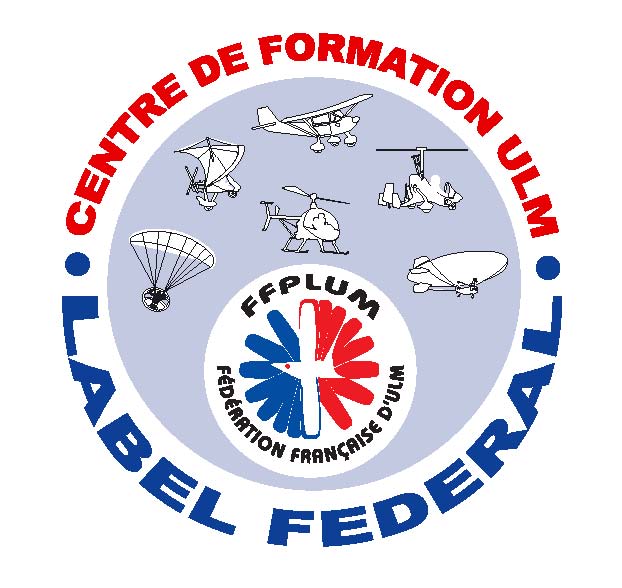 CENTRE DE FORMATION ULM
FFPLUM
FÉDÉRATION FRANÇAISE D'ULM
• LABEL FEDERAL •